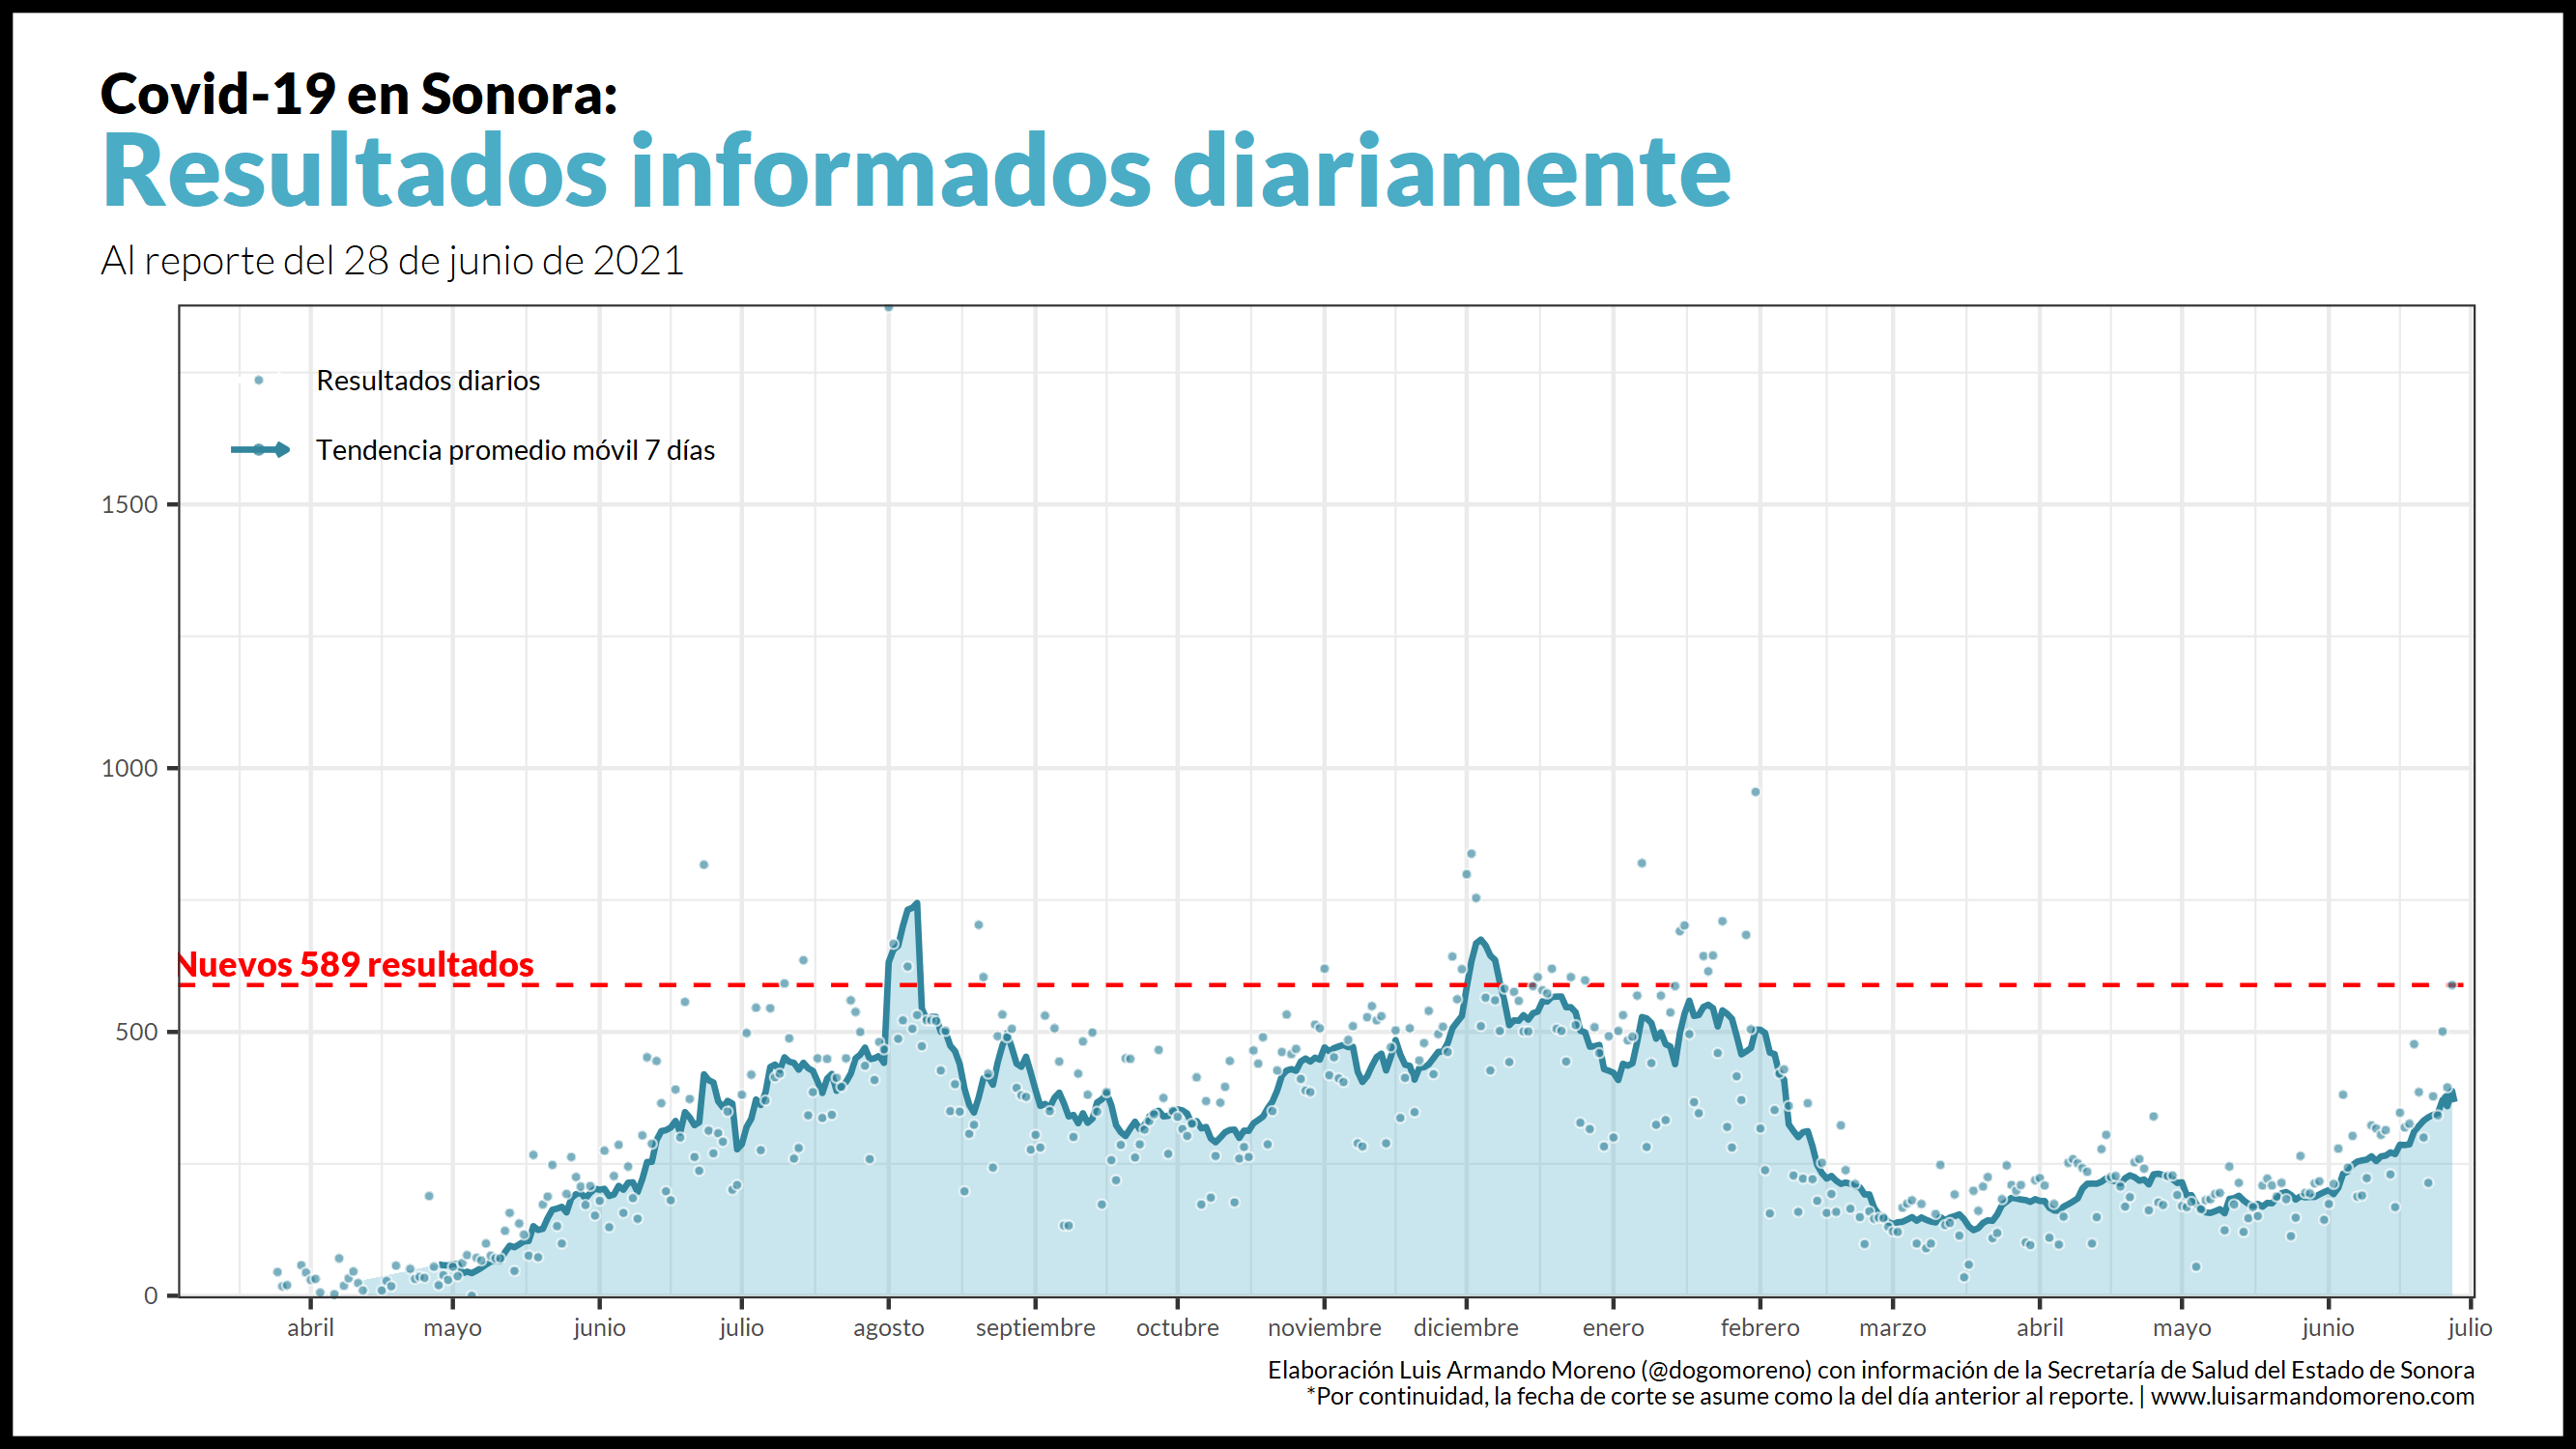 Covid-19 en Sonora:
Resultados informados diariamente
Al reporte del 28 de junio de 2021
Resultados diarios
Tendencia promedio móvil 7 días
1500
1000
Nuevos 589 resultados
500
0
abril mayo junio julio agosto septiembre octubre noviembre diciembre enero febrero marzo abril mayo junio julio
Elaboración Luis Armando Moreno (@dogomoreno) con información de la Secretaría de Salud del Estado de Sonora
*Por continuidad, la fecha de corte se asume como la del día anterior al reporte. | www.luisarmandomoreno.com